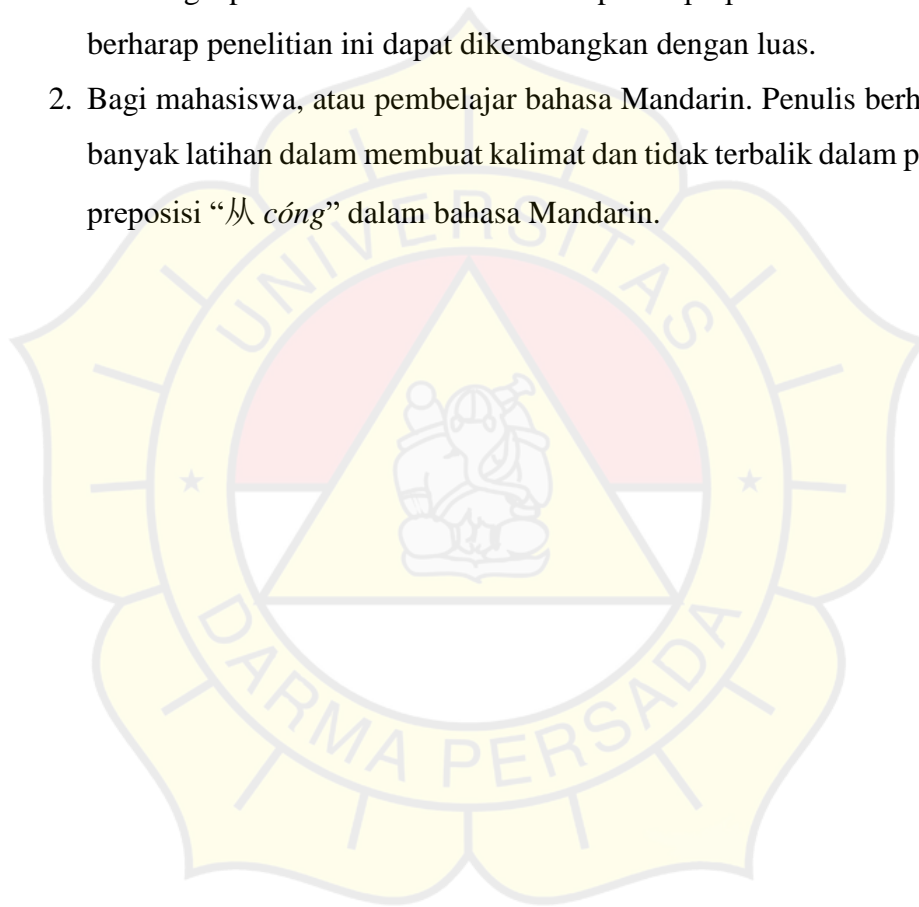 berharap penelitian ini dapat dikembangkan dengan luas.
2. Bagi mahasiswa, atau pembelajar bahasa Mandarin. Penulis
banyak latihan dalam membuat kalimat dan tidak terbalik dalam
preposisi “从 cóng” dalam bahasa Mandarin.
UNIVERSITAS
DARMA PERSADA